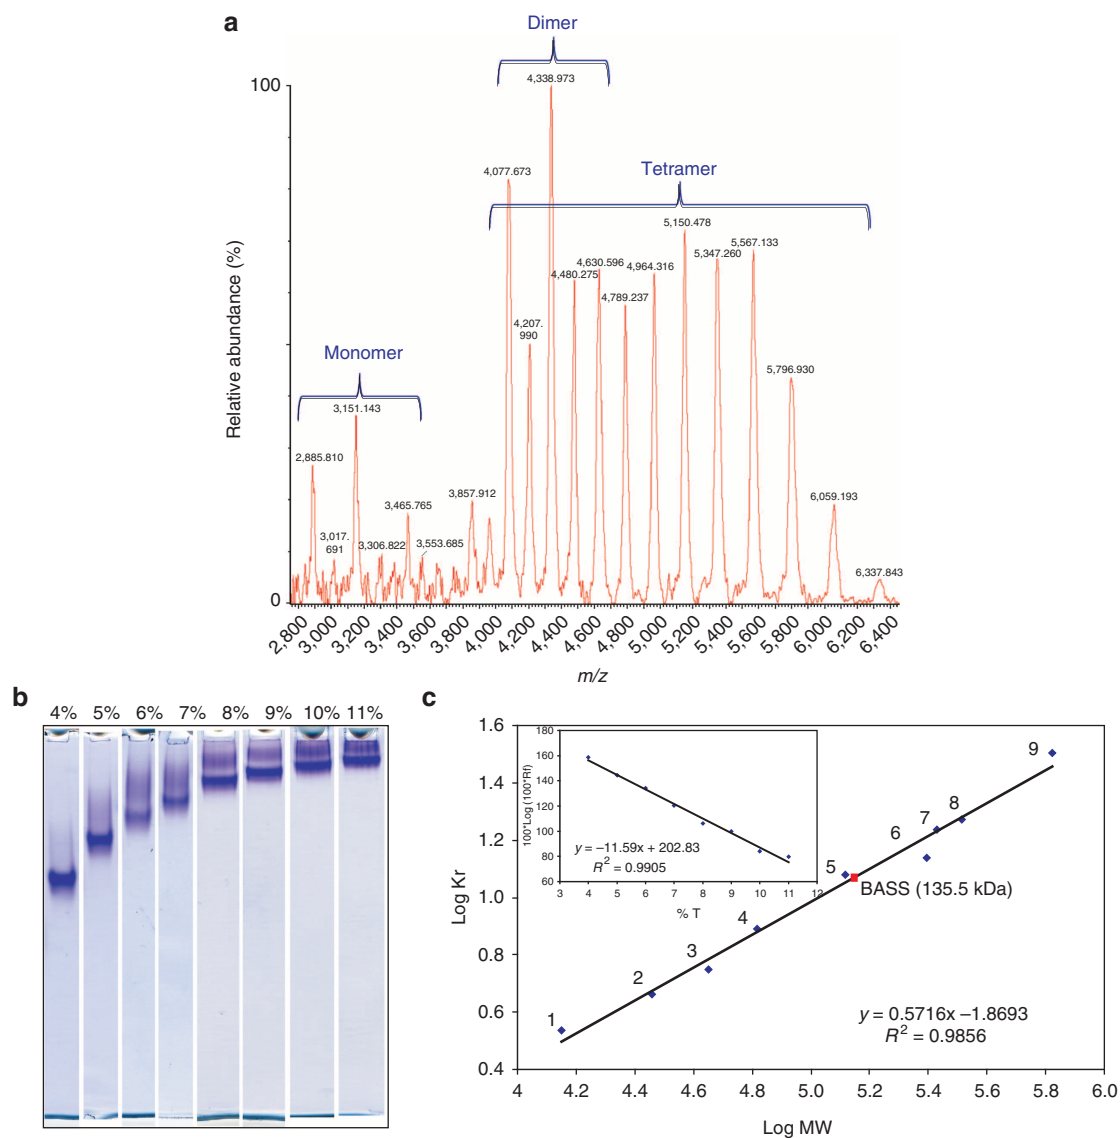 a
Dimer
4,338.973
100
4,077.673
Tetramer
5,150.478
5,567.133
5,347.260
4,630.596
4,964.316
4,480.275
4,789.237
4,207.
990
Relative abundance (%)
Monomer
5,796.930
3,151.143
2,885.810
3,857.912
6,059.193
3,465.765
3,017.
691
3,306.822
3,553.685
6,337.843
0
2,800 3,000 3,200 3,400 3,600 3,800 4,000 4,200 4,400 4,600 4,800 5,000 5,200 5,400 5,600 5,800 6,000 6,200 6,400
m/z
b
4% 5% 6% 7% 8% 9% 10% 11%
c
1.6
1.4
1.2
1.0
0.8
0.6
0.4
Log Kr
180
160
140
120
100
80
60
100*Log (100*Rf)
y = –11.59x + 202.83
R² = 0.9905
3 4 5 6 7 8 9 10 11 12
% T
1
2
3
4
5
6
7
8
9
BASS (135.5 kDa)
y = 0.5716x –1.8693
R² = 0.9856
4 4.2 4.4 4.6 4.8 5.0 5.2 5.4 5.6 5.8 6.0
Log MW